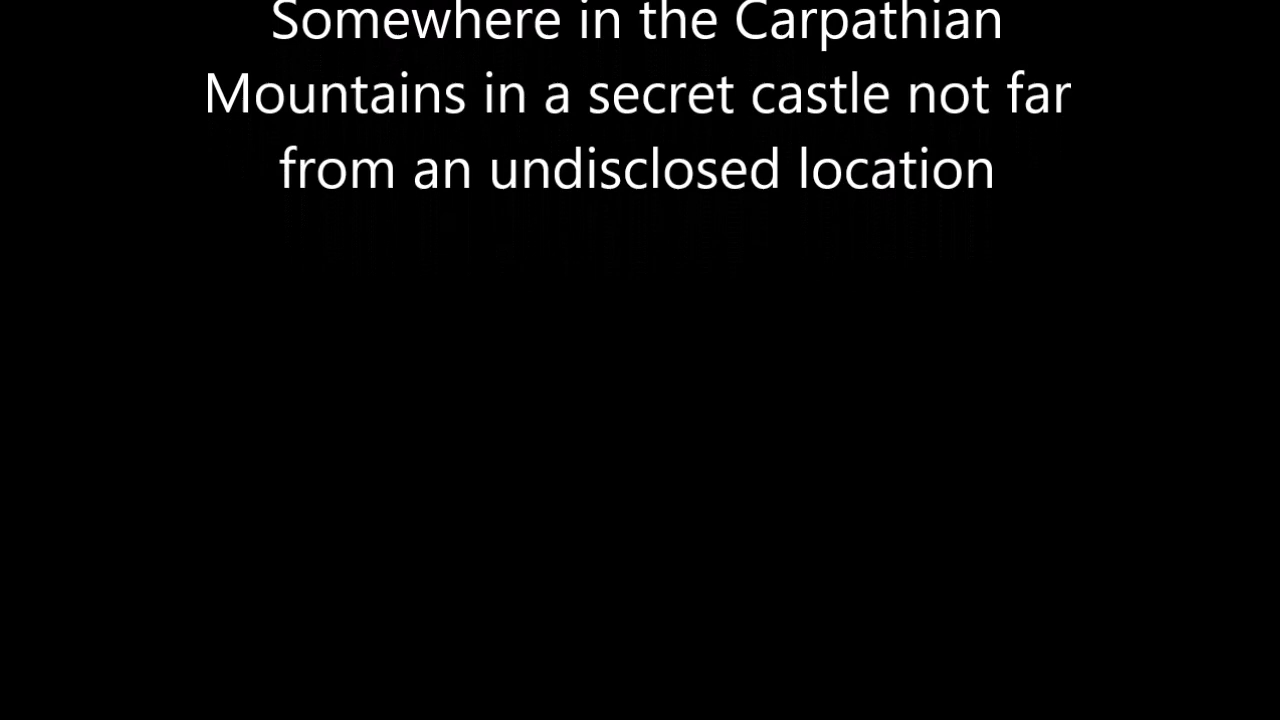 Somewhere in the Carpathian
Mountains in a secret castle not far
from an undisclosed location